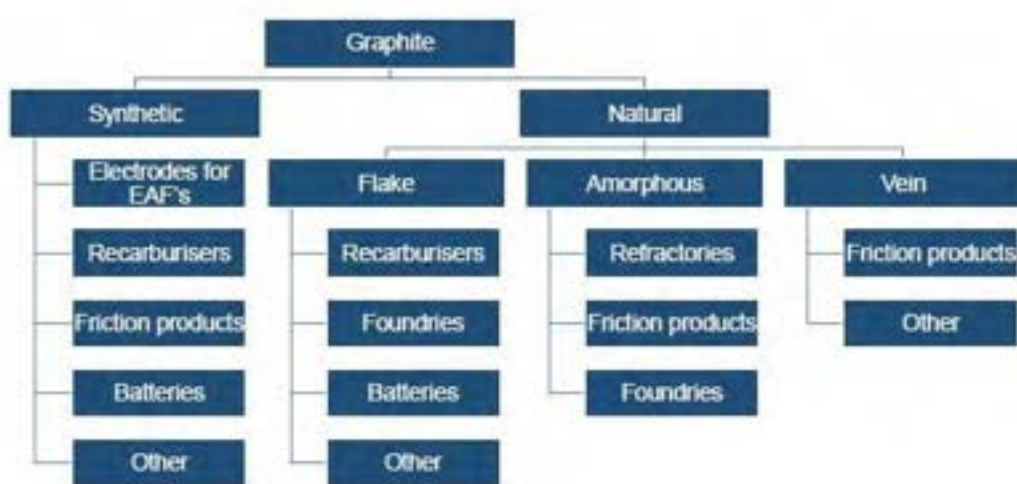 Graphite
Synthetic
Natural
Electrodes for
EAF's
Flake
Amorphous
Vein
Recarburisers
Recarburisers
Refractories
Friction products
Friction products
Foundries
Friction products
Other
Batteries
Batteries
Foundries
Other
Other